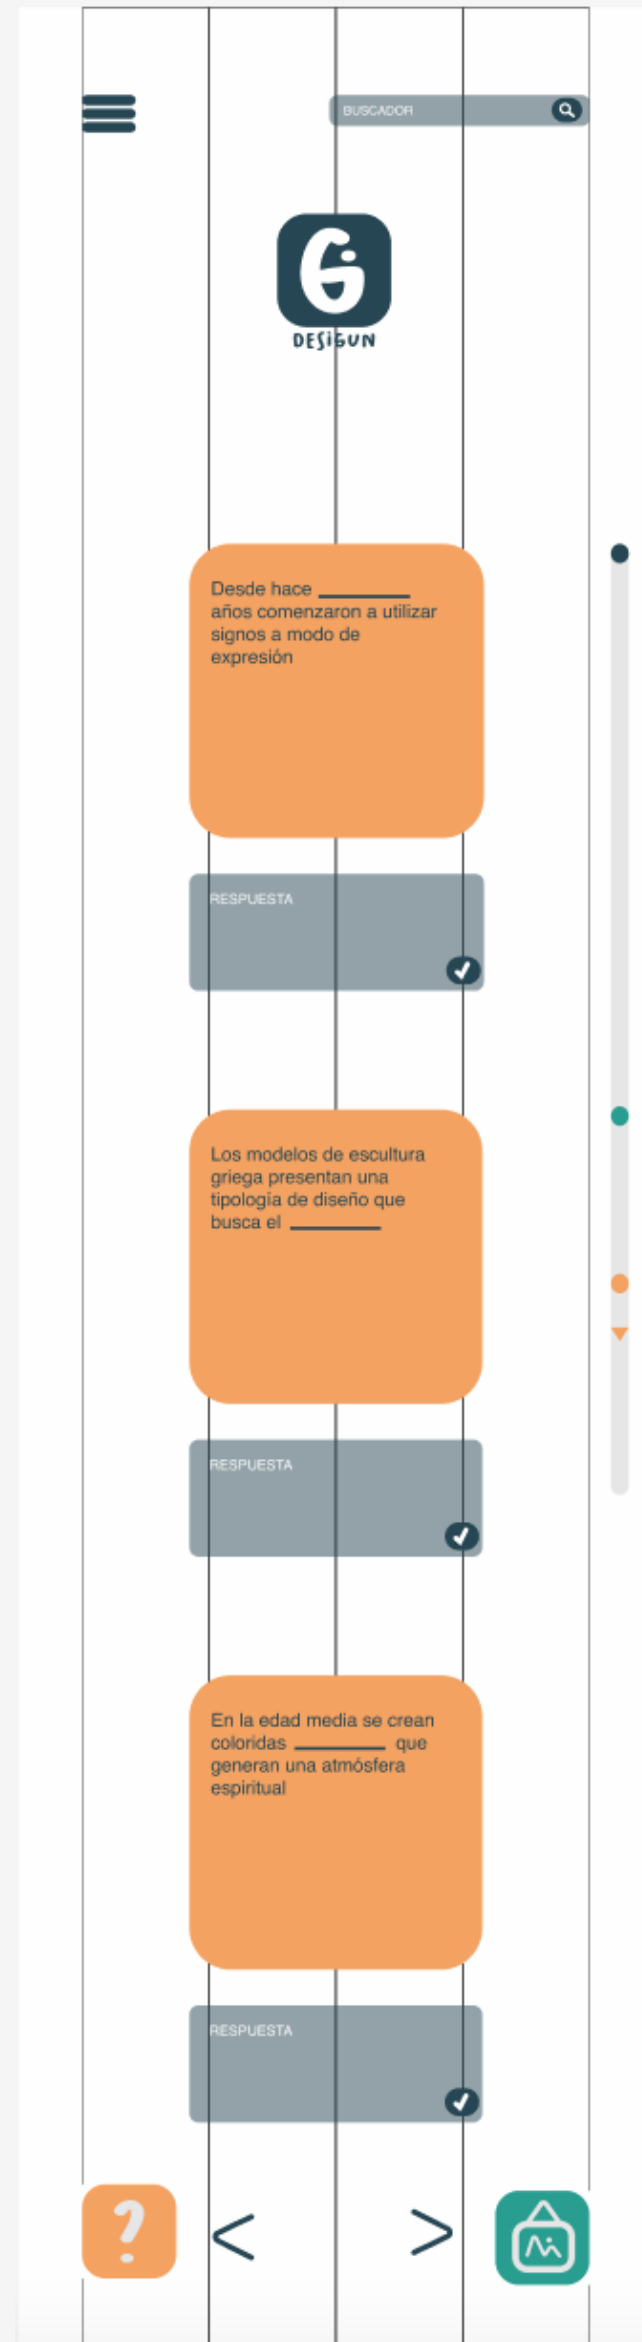 BUSCADOR
DESiGUN
Desde hace ________
años comenzaron a utilizar
signos a modo de
expresión
RESPUESTA
Los modelos de escultura
griega presentan una
tipología de diseño que
busca el ________
RESPUESTA
En la edad media se crean
coloridas ________ que
generan una atmósfera
espiritual
RESPUESTA
?
< >